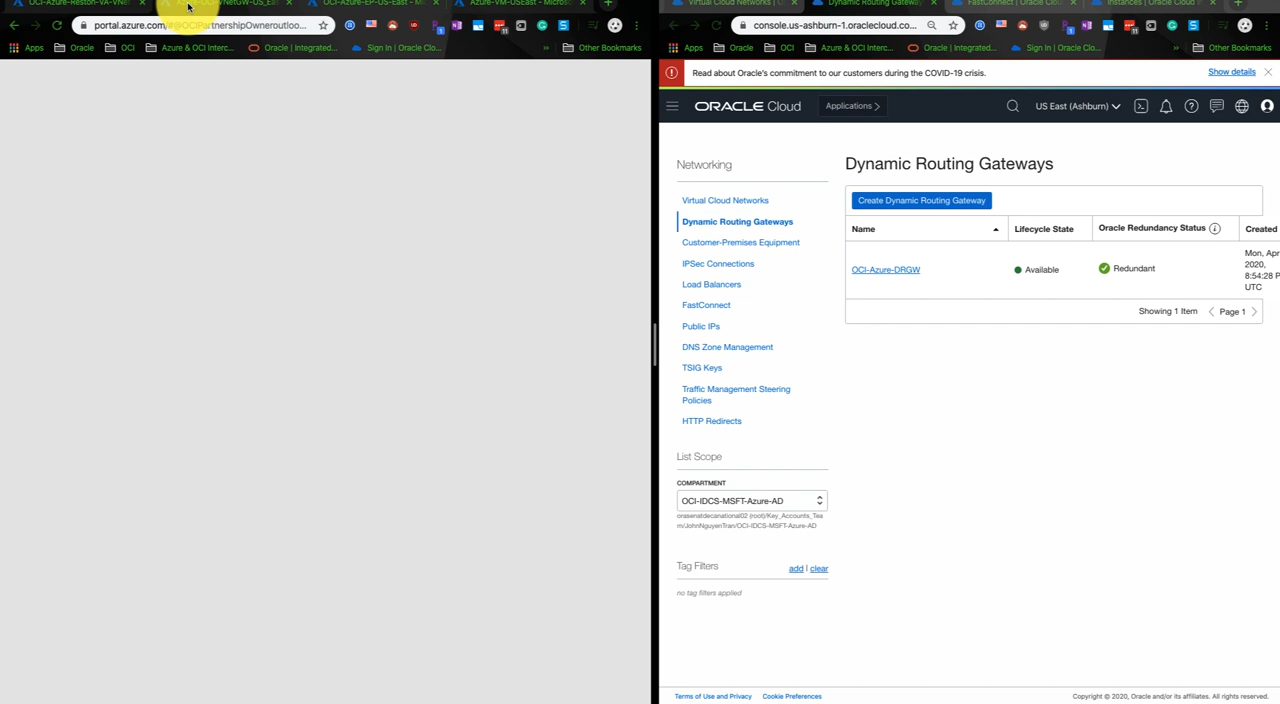 OCI-Azure-Reston-VA-VNet
OCI-Azure-EP-US-East - Mi
Azure-VM-USEast - Microso
Virtual Cloud Networks | O
Dynamic Routing Gateway
FastConnect | Oracle Cloud
Instances | Oracle Cloud
portal.azure.com/#@OCIPartnershipOwneroutloo...
console.us-ashburn-1.oraclecloud.co...
Apps Oracle OCI Azure & OCI Interc... Oracle | Integrated... Sign In | Oracle Clo... » Other Bookmarks
Apps Oracle OCI Azure & OCI Interc... Oracle | Integrated... Sign In | Oracle Clo... » Other Bookmarks
Read about Oracle's commitment to our customers during the COVID-19 crisis. Show details
ORACLE Cloud Applications US East (Ashburn)
Networking
Virtual Cloud Networks
Dynamic Routing Gateways
Customer-Premises Equipment
IPSec Connections
Load Balancers
FastConnect
Public IPs
DNS Zone Management
TSIG Keys
Traffic Management Steering
Policies
HTTP Redirects
List Scope
COMPARTMENT
OCI-IDCS-MSFT-Azure-AD
orasenatdecanational02 (root)/Key_Accounts_Tea
m/JohnNguyenTran/OCI-IDCS-MSFT-Azure-AD
Tag Filters add | clear
no tag filters applied
Dynamic Routing Gateways
Create Dynamic Routing Gateway
Name Lifecycle State Oracle Redundancy Status Created
OCI-Azure-DRGW Available Redundant
Mon, Apr
2020,
8:54:28 P
UTC
Showing 1 Item < Page 1 >
Terms of Use and Privacy Cookie Preferences
Copyright © 2020, Oracle and/or its affiliates. All rights reserved.